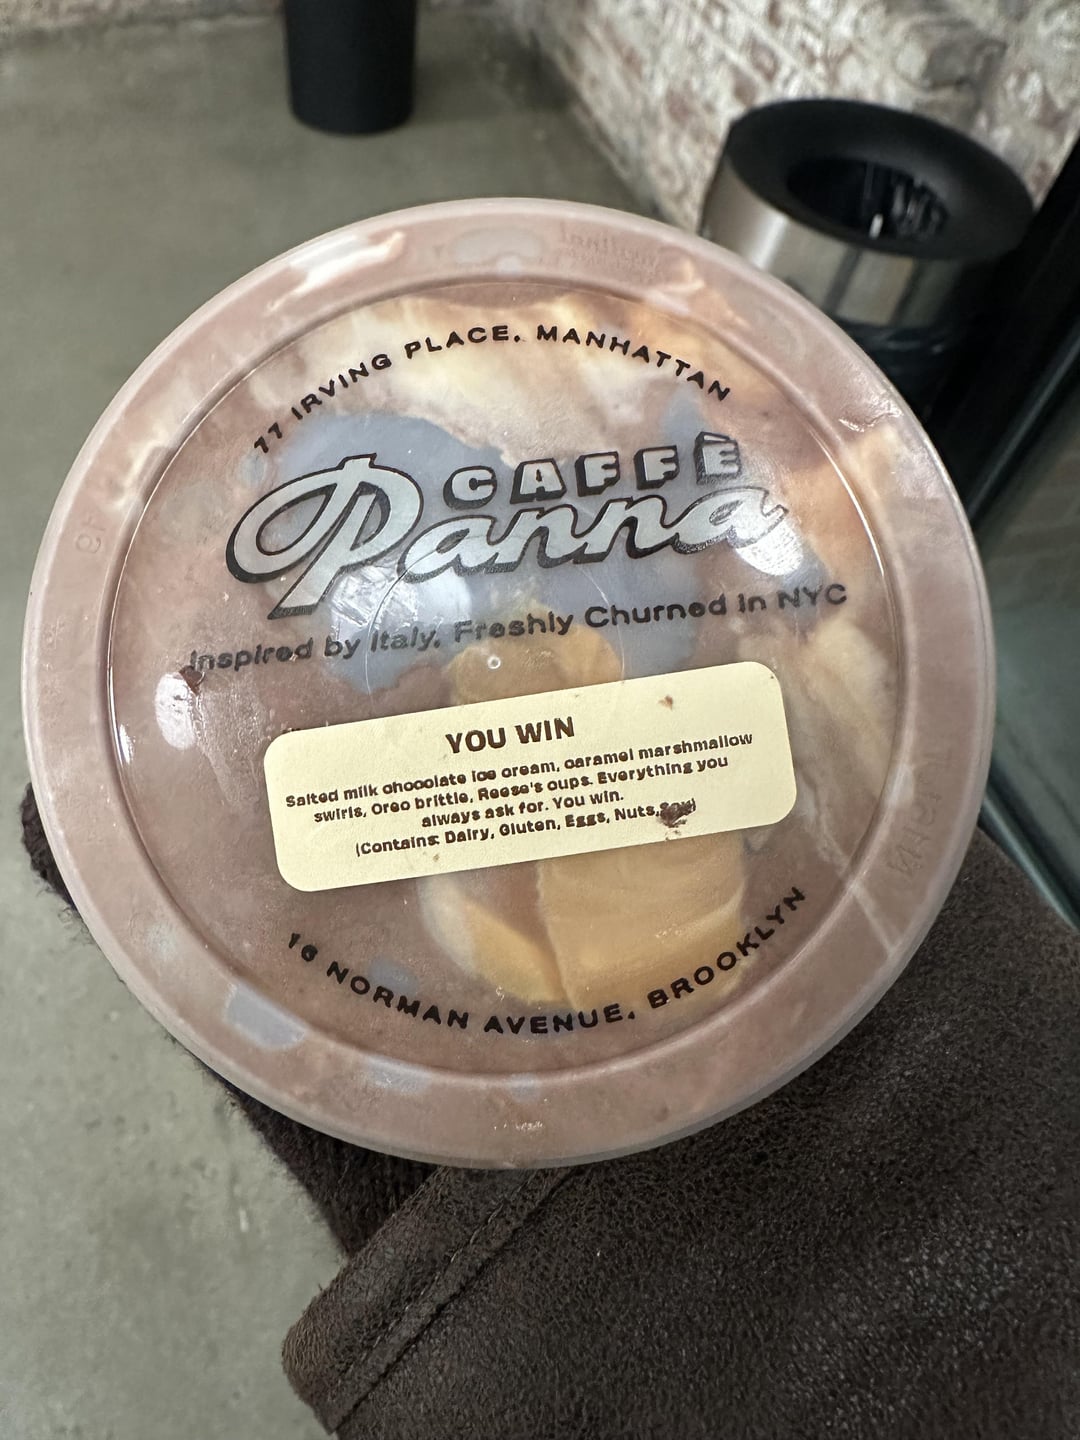 77 IRVING PLACE, MANHATTAN
CAFFÈ
Panna
Inspired by Italy, Freshly Churned in NYC
YOU WIN
Salted milk chocolate ice cream, caramel marshmallow
swirls, Oreo brittle, Reese's cups. Everything you
always ask for. You win.
(Contains: Dairy, Gluten, Eggs, Nuts, Soy)
16 NORMAN AVENUE, BROOKLYN